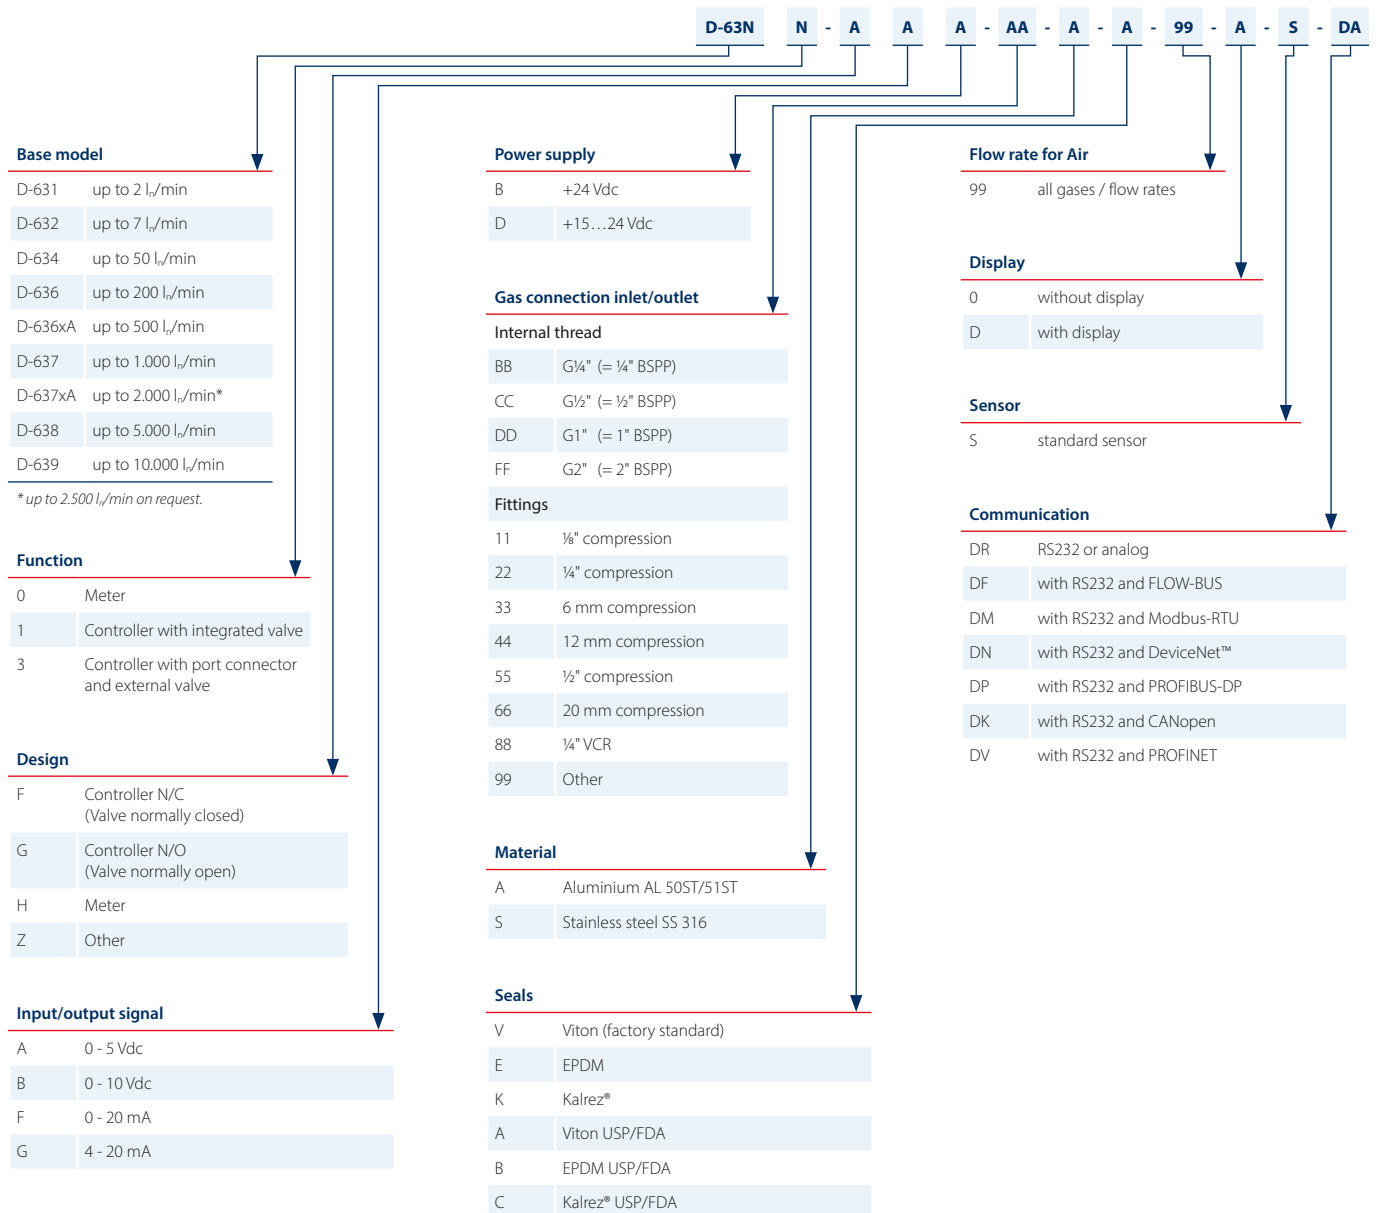 D-63N N - A A A - AA - A - A - 99 - A - S - DA
Base model
D-631 up to 2 lₙ/min
D-632 up to 7 lₙ/min
D-634 up to 50 lₙ/min
D-636 up to 200 lₙ/min
D-636xA up to 500 lₙ/min
D-637 up to 1.000 lₙ/min
D-637xA up to 2.000 lₙ/min*
D-638 up to 5.000 lₙ/min
D-639 up to 10.000 lₙ/min
* up to 2.500 lₙ/min on request.
Function
0 Meter
1 Controller with integrated valve
3 Controller with port connector
and external valve
Design
F Controller N/C
(Valve normally closed)
G Controller N/O
(Valve normally open)
H Meter
Z Other
Input/output signal
A 0 - 5 Vdc
B 0 - 10 Vdc
F 0 - 20 mA
G 4 - 20 mA
Power supply
B +24 Vdc
D +15…24 Vdc
Gas connection inlet/outlet
Internal thread
BB G¼" (= ¼" BSPP)
CC G½" (= ½" BSPP)
DD G1" (= 1" BSPP)
FF G2" (= 2" BSPP)
Fittings
11 ⅛" compression
22 ¼" compression
33 6 mm compression
44 12 mm compression
55 ½" compression
66 20 mm compression
88 ¼" VCR
99 Other
Material
A Aluminium AL 50ST/51ST
S Stainless steel SS 316
Seals
V Viton (factory standard)
E EPDM
K Kalrez®
A Viton USP/FDA
B EPDM USP/FDA
C Kalrez® USP/FDA
Flow rate for Air
99 all gases / flow rates
Display
0 without display
D with display
Sensor
S standard sensor
Communication
DR RS232 or analog
DF with RS232 and FLOW-BUS
DM with RS232 and Modbus-RTU
DN with RS232 and DeviceNet™
DP with RS232 and PROFIBUS-DP
DK with RS232 and CANopen
DV with RS232 and PROFINET